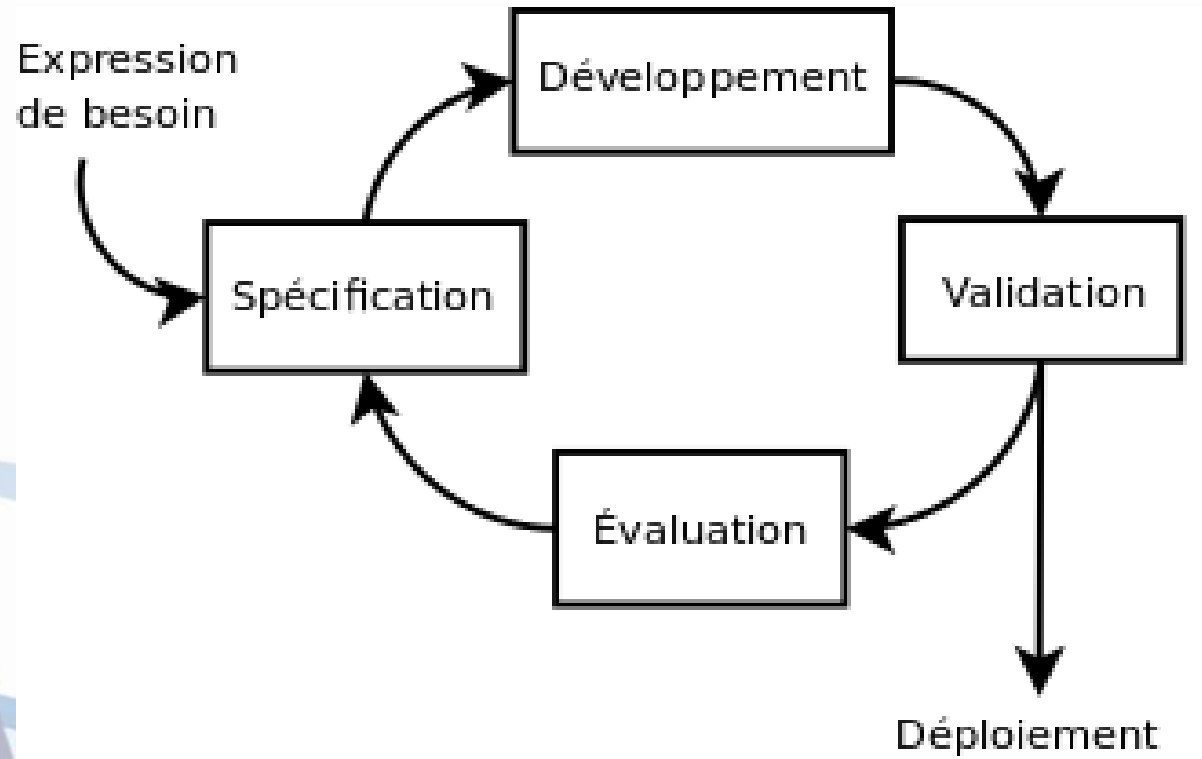 Expression
de besoin
Développement
Spécification
Validation
Évaluation
Déploiement